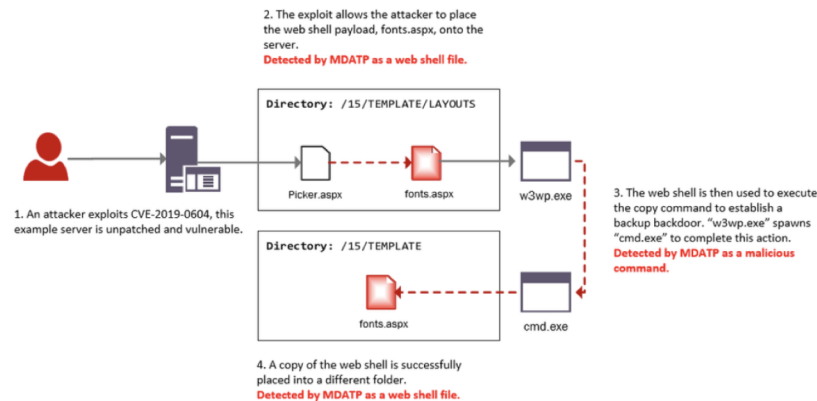 2. The exploit allows the attacker to place
the web shell payload, fonts.aspx, onto the
server.
Detected by MDATP as a web shell file.
Directory: /15/TEMPLATE/LAYOUTS
Picker.aspx
fonts.aspx
w3wp.exe
1. An attacker exploits CVE-2019-0604, this
example server is unpatched and vulnerable.
3. The web shell is then used to execute
the copy command to establish a
backup backdoor. “w3wp.exe” spawns
“cmd.exe” to complete this action.
Detected by MDATP as a malicious
command.
Directory: /15/TEMPLATE
fonts.aspx
cmd.exe
4. A copy of the web shell is successfully
placed into a different folder.
Detected by MDATP as a web shell file.